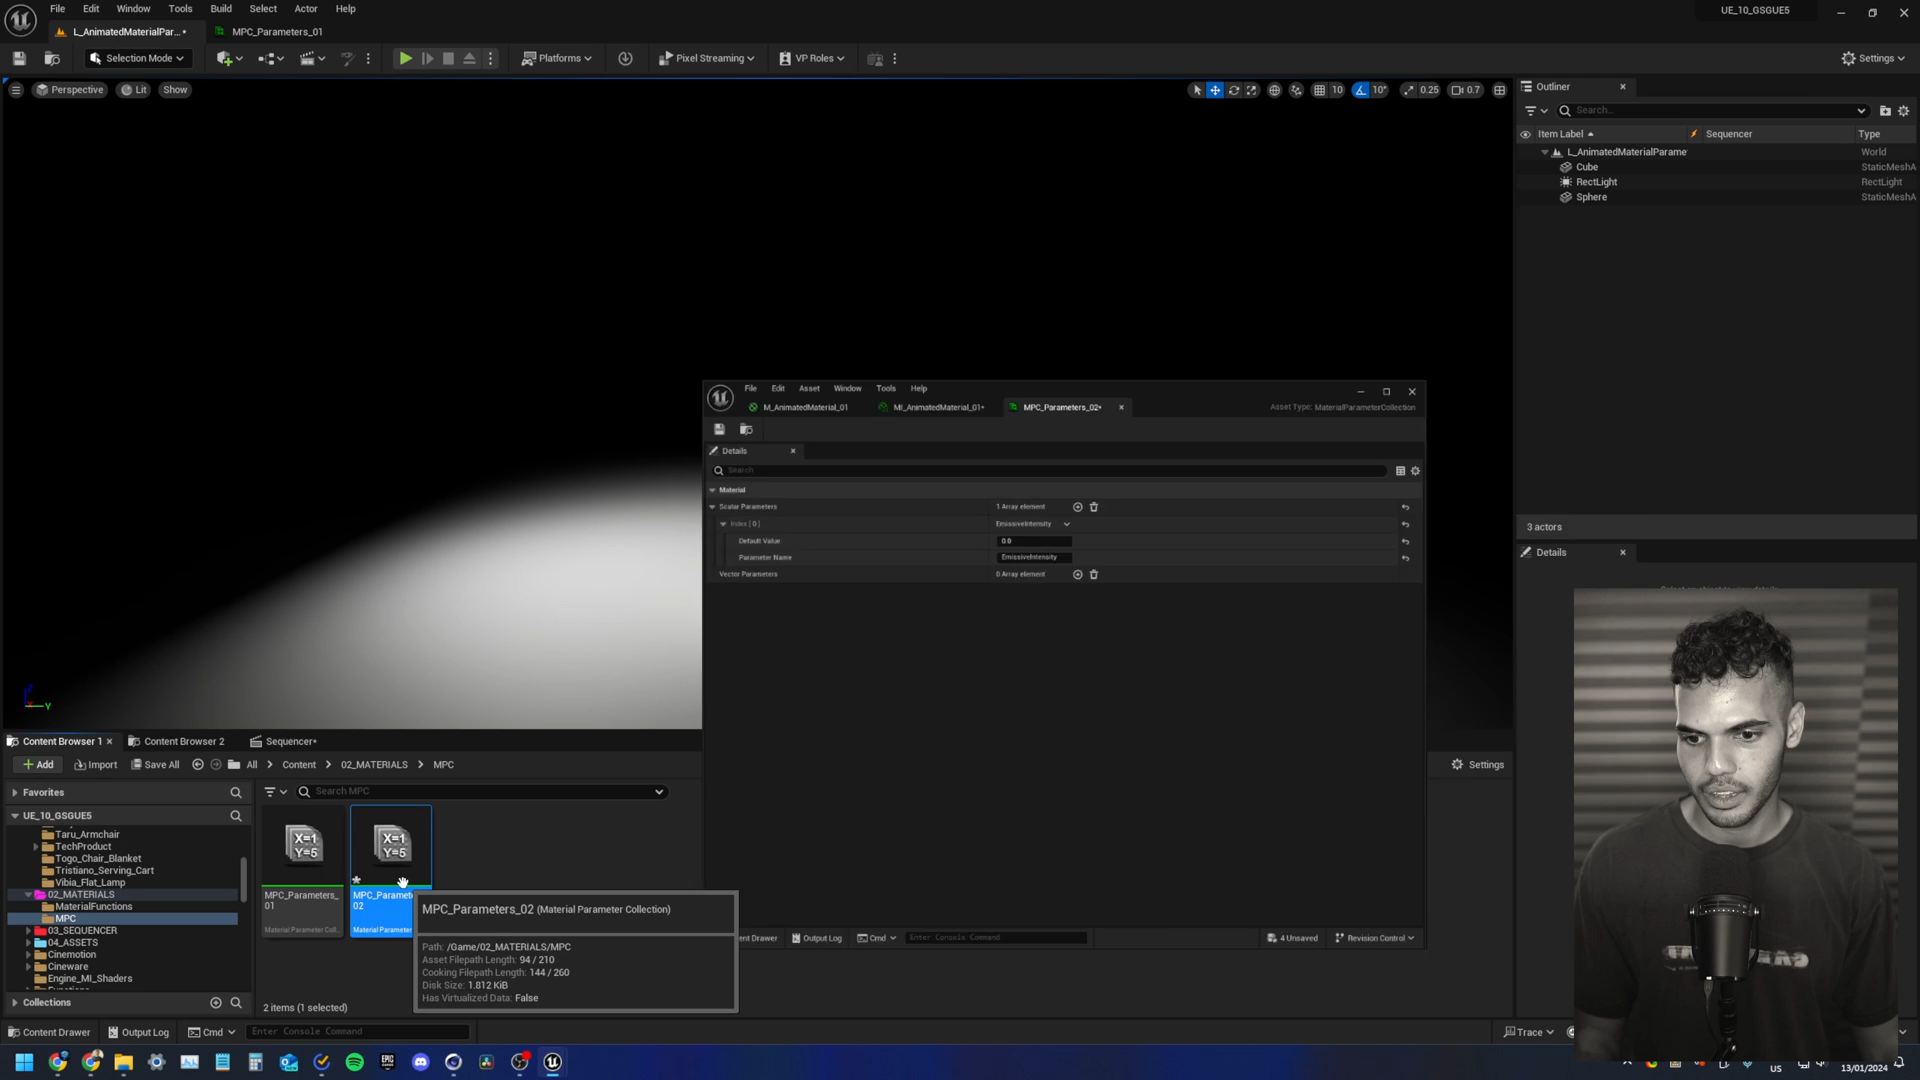 File Edit Window Tools Build Select Actor Help
UE_10_GSGUE5
L_AnimatedMaterialPar...•
MPC_Parameters_01
Selection Mode
Platforms
Pixel Streaming
VP Roles
Settings
Perspective
Lit
Show
10
10°
0.25
0.7
Outliner
Search...
Item Label
Sequencer
Type
L_AnimatedMaterialParame
World
Cube
StaticMeshA
RectLight
RectLight
Sphere
StaticMeshA
3 actors
Details
File Edit Asset Window Tools Help
M_AnimatedMaterial_01
MI_AnimatedMaterial_01*
MPC_Parameters_02*
Asset Type: MaterialParameterCollection
Details
Search
Material
Scalar Parameters
1 Array element
Index [ 0 ]
EmissiveIntensity
Default Value
0.0
Parameter Name
EmissiveIntensity
Vector Parameters
0 Array element
ent Drawer
Output Log
Cmd
Enter Console Command
4 Unsaved
Revision Control
Content Browser 1
Content Browser 2
Sequencer*
Add
Import
Save All
All
Content
02_MATERIALS
MPC
Settings
Favorites
Search MPC
UE_10_GSGUE5
Taru_Armchair
TechProduct
Togo_Chair_Blanket
Tristiano_Serving_Cart
Vibia_Flat_Lamp
02_MATERIALS
MaterialFunctions
MPC
03_SEQUENCER
04_ASSETS
Cinemotion
Cineware
Engine_MI_Shaders
Collections
X=1
Y=5
X=1
Y=5
MPC_Parameters_
01
Material Parameter Coll...
MPC_Paramet
02
Material Parameter
MPC_Parameters_02 (Material Parameter Collection)
Path: /Game/02_MATERIALS/MPC
Asset Filepath Length: 94 / 210
Cooking Filepath Length: 144 / 260
Disk Size: 1.812 KiB
Has Virtualized Data: False
2 items (1 selected)
Content Drawer
Output Log
Cmd
Enter Console Command
Trace
EPIC
US
13/01/2024